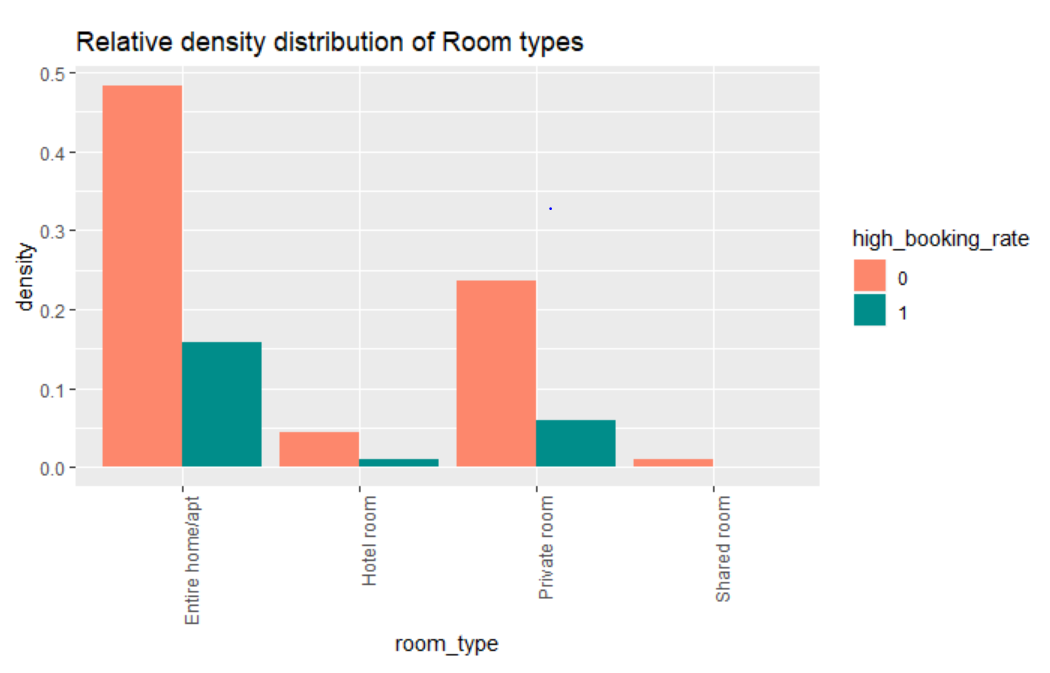 Relative density distribution of Room types
0.5
0.4
0.3
0.2
0.1
0.0
density
Entire home/apt
Hotel room
Private room
Shared room
room_type
high_booking_rate
0
1